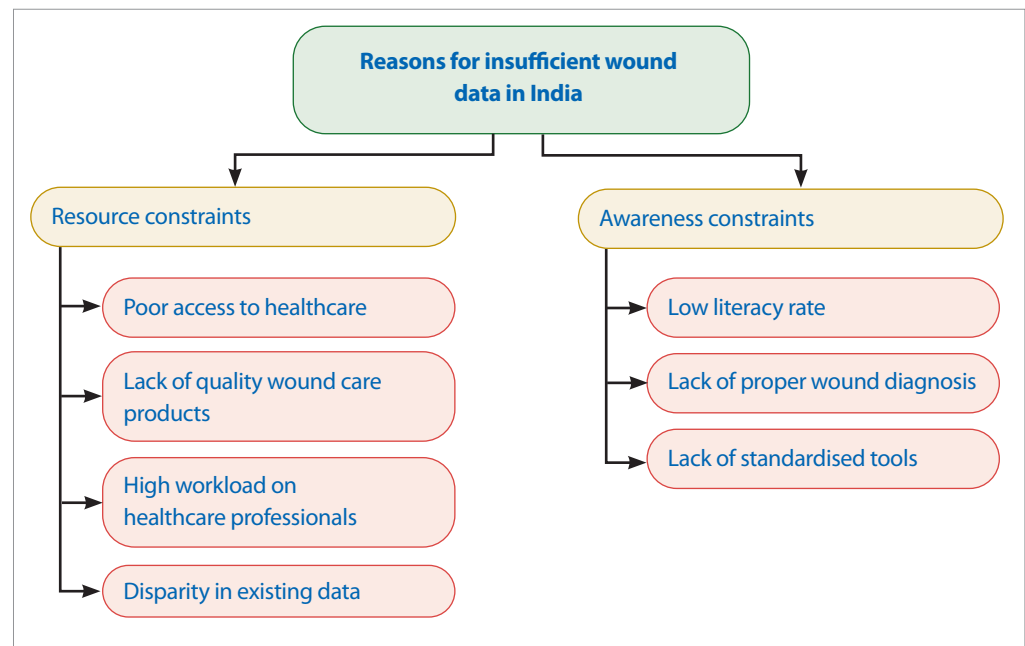 Reasons for insufficient wound
data in India
Resource constraints
Poor access to healthcare
Lack of quality wound care
products
High workload on
healthcare professionals
Disparity in existing data
Awareness constraints
Low literacy rate
Lack of proper wound diagnosis
Lack of standardised tools